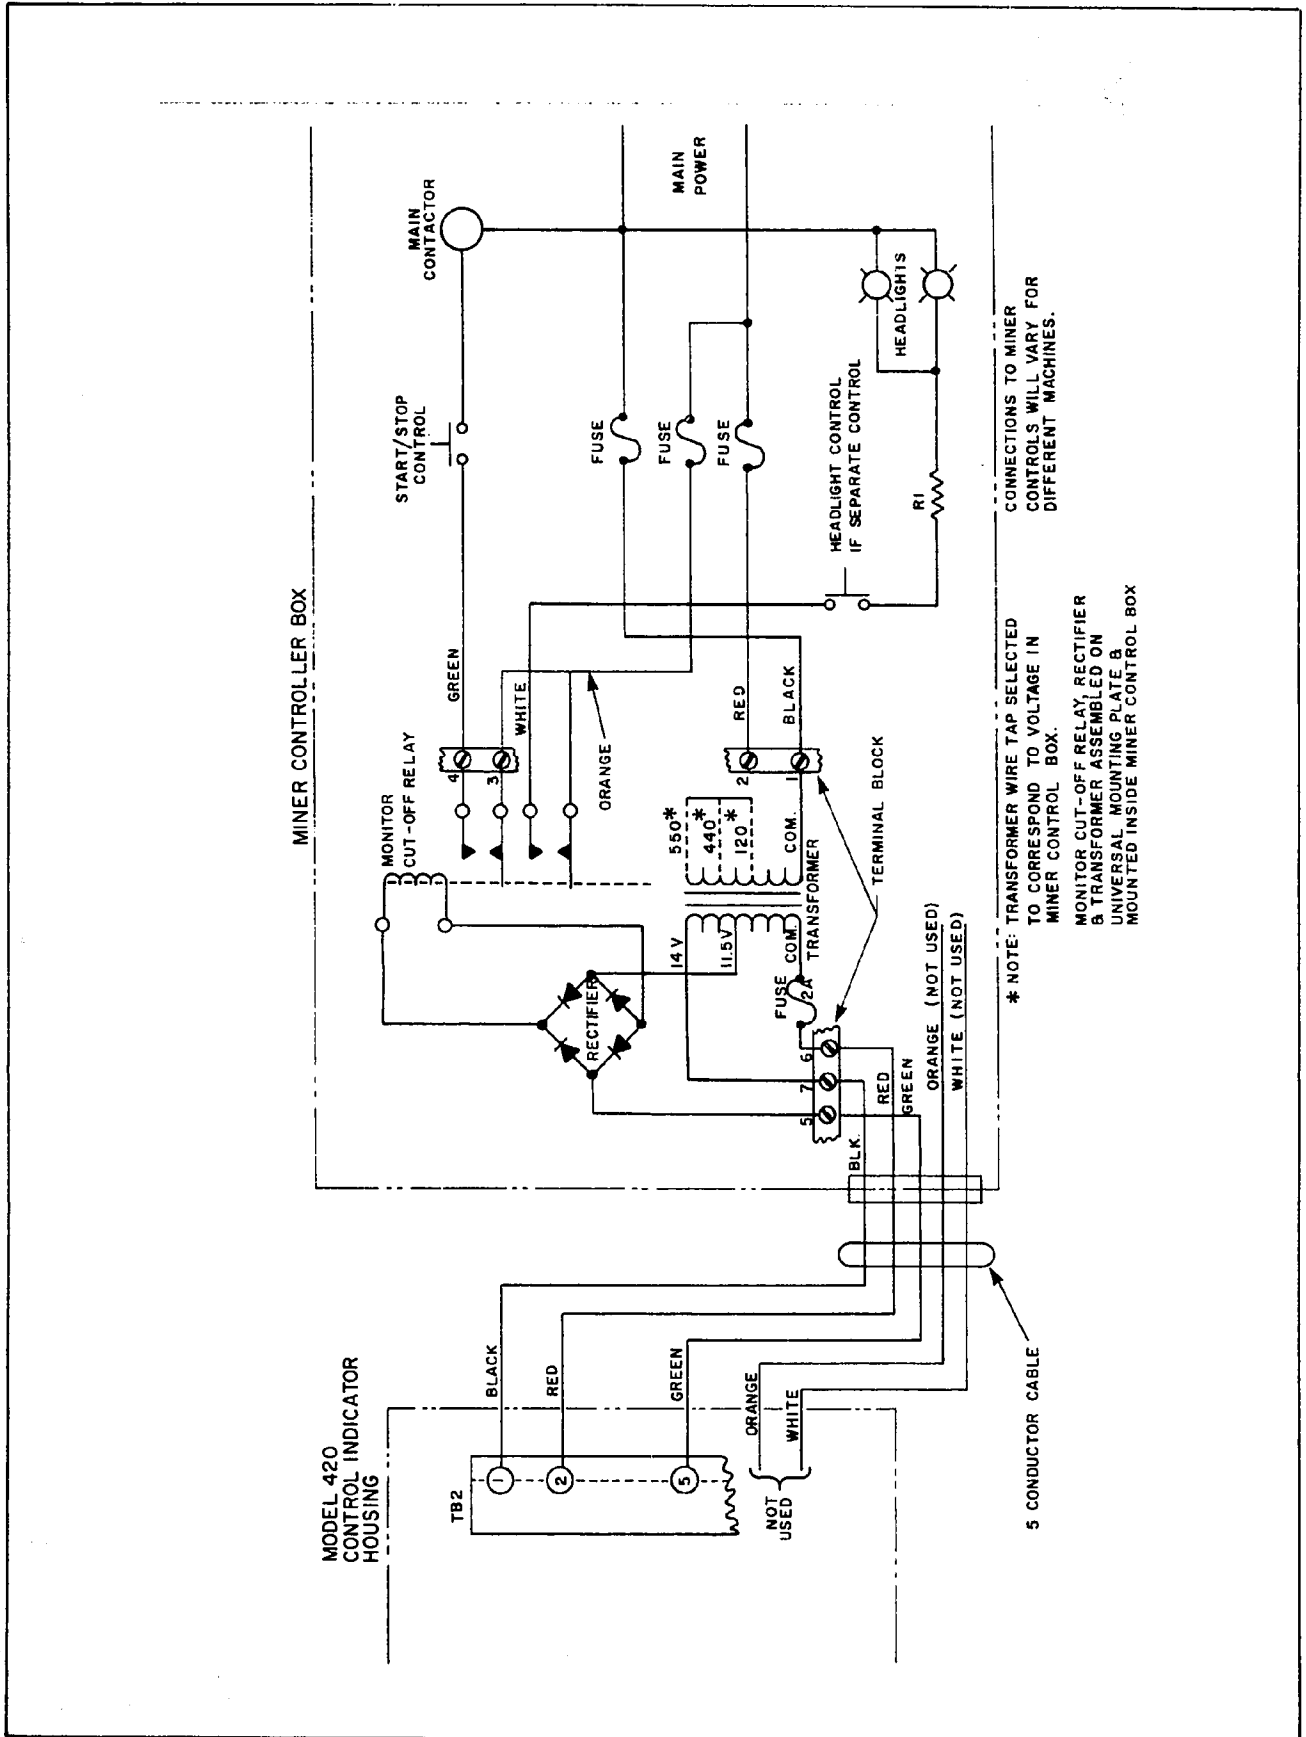 MINER CONTROLLER BOX
MODEL 420
CONTROL INDICATOR
HOUSING
TB2
1
2
5
BLACK
RED
GREEN
ORANGE
WHITE
NOT
USED
5 CONDUCTOR CABLE
MONITOR
CUT-OFF RELAY
RECTIFIER
14V
11.5V
COM.
TRANSFORMER
FUSE
2A
550*
440*
120*
COM.
5
7
6
BLK.
RED
GREEN
ORANGE (NOT USED)
WHITE (NOT USED)
TERMINAL BLOCK
4
3
2
1
GREEN
WHITE
ORANGE
RED
BLACK
START/STOP
CONTROL
MAIN
CONTACTOR
FUSE
FUSE
FUSE
MAIN
POWER
HEADLIGHT CONTROL
IF SEPARATE CONTROL
R1
HEADLIGHTS
* NOTE: TRANSFORMER WIRE TAP SELECTED
TO CORRESPOND TO VOLTAGE IN
MINER CONTROL BOX.
CONNECTIONS TO MINER
CONTROLS WILL VARY FOR
DIFFERENT MACHINES.
MONITOR CUT-OFF RELAY, RECTIFIER
& TRANSFORMER ASSEMBLED ON
UNIVERSAL MOUNTING PLATE &
MOUNTED INSIDE MINER CONTROL BOX